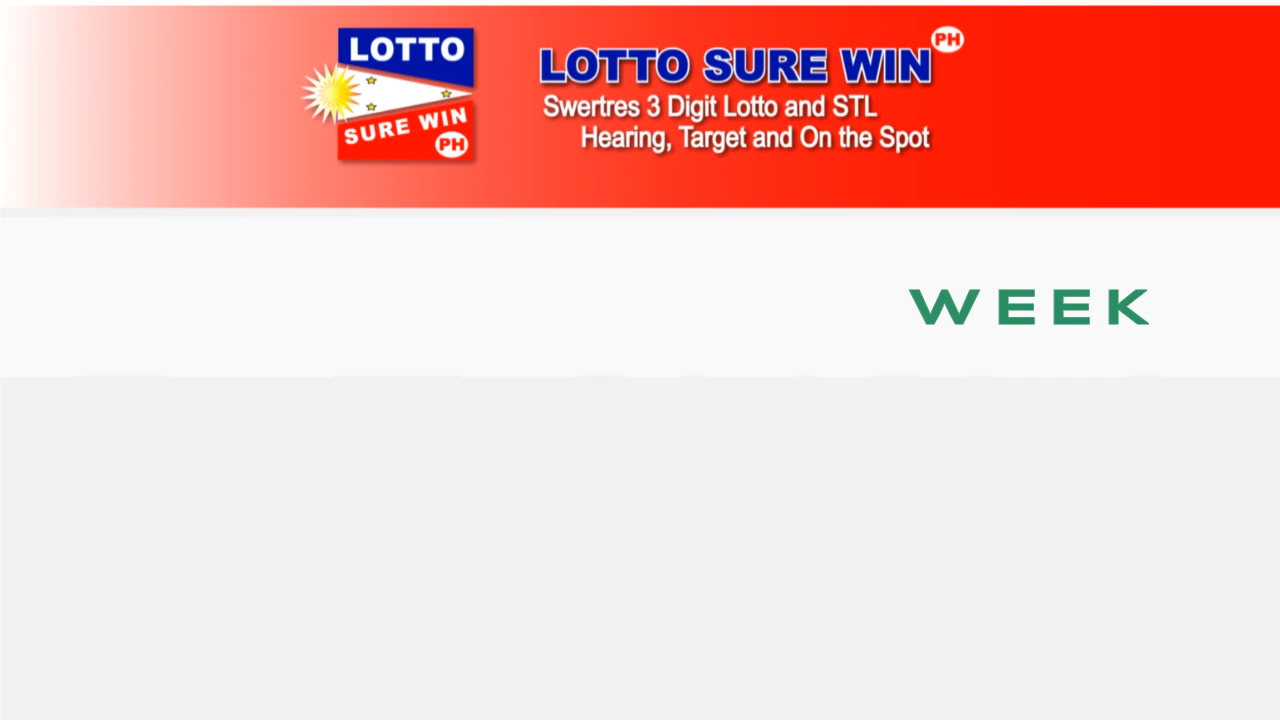 LOTTO
SURE WIN
PH
LOTTO SURE WIN PH
Swertres 3 Digit Lotto and STL
Hearing, Target and On the Spot
WEEK